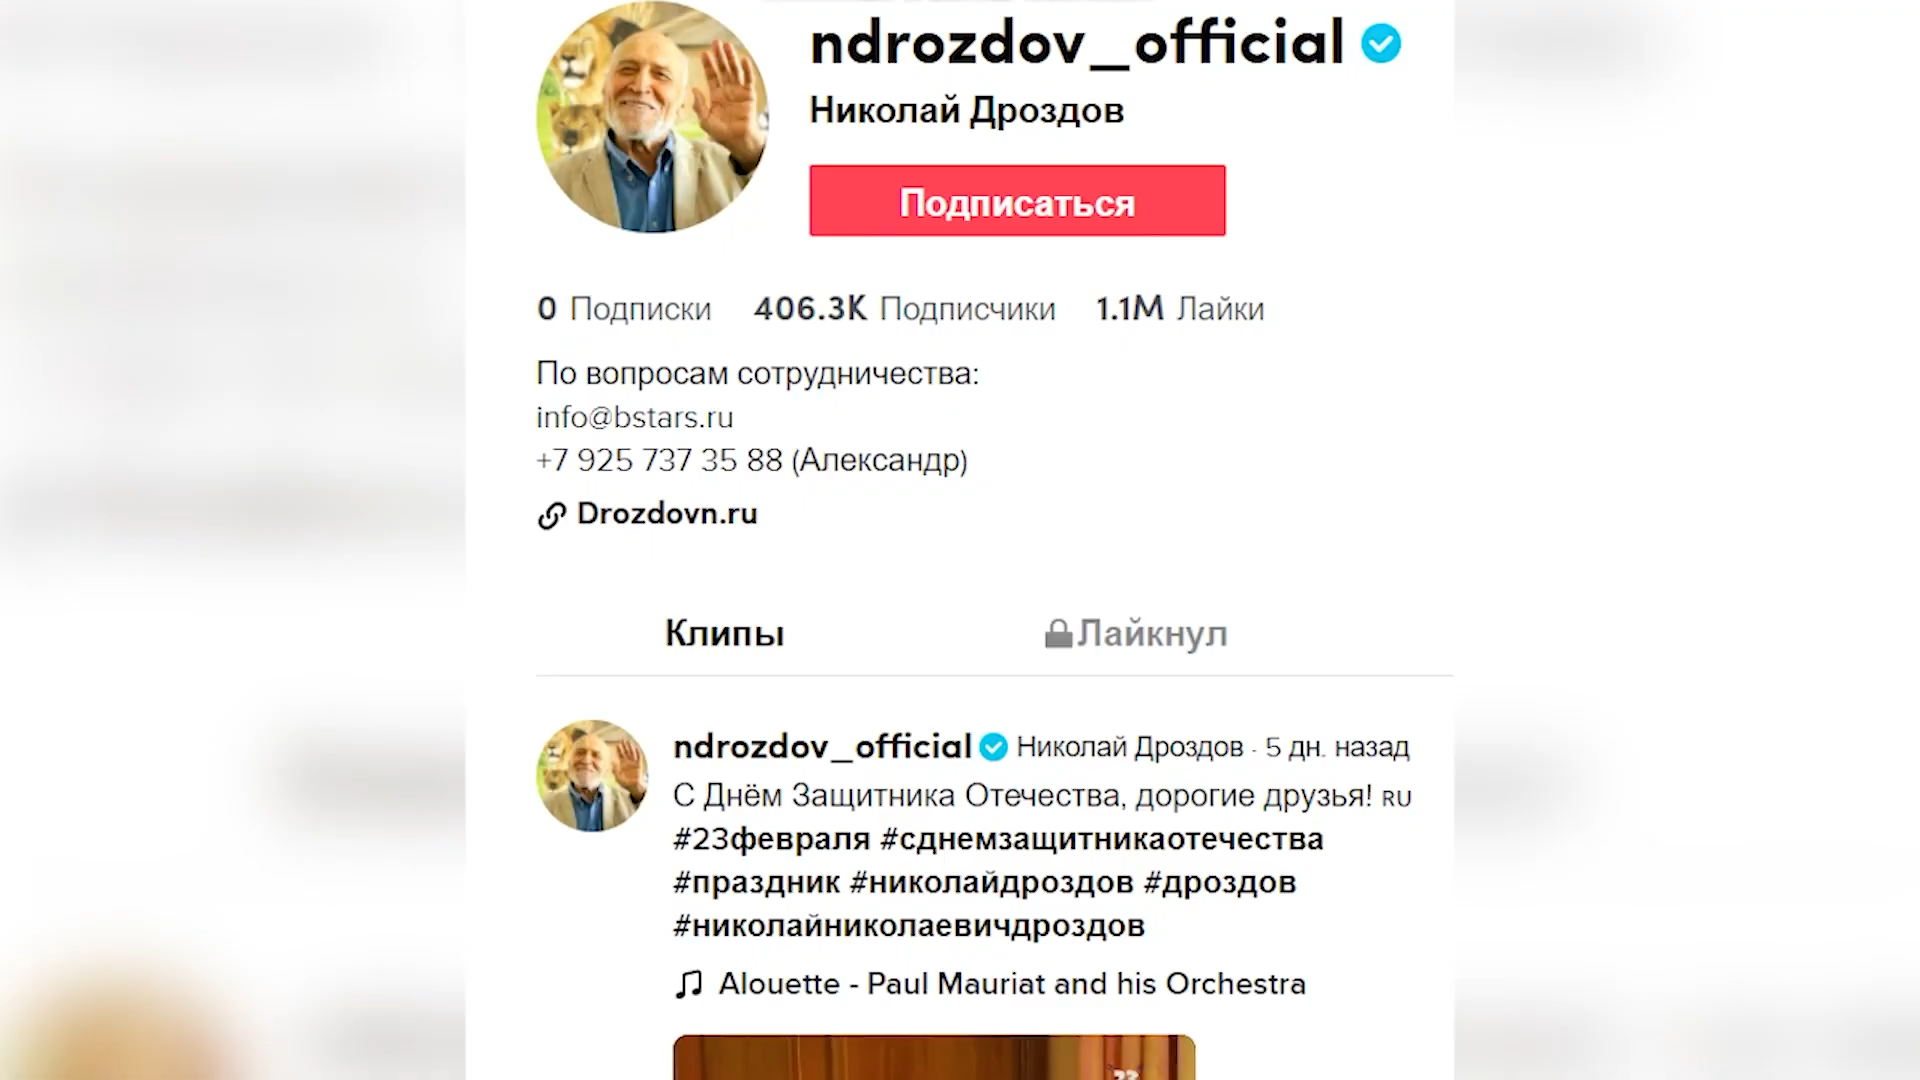 ndrozdov_official
Николай Дроздов
Подписаться
0 Подписки 406.3K Подписчики 1.1M Лайки
По вопросам сотрудничества:
info@bstars.ru
+7 925 737 35 88 (Александр)
Drozdovn.ru
Клипы Лайкнул
ndrozdov_official Николай Дроздов · 5 дн. назад
С Днём Защитника Отечества, дорогие друзья! RU
#23февраля #сднемзащитникаотечества
#праздник #николайдроздов #дроздов
#николайниколаевичдроздов
Alouette - Paul Mauriat and his Orchestra